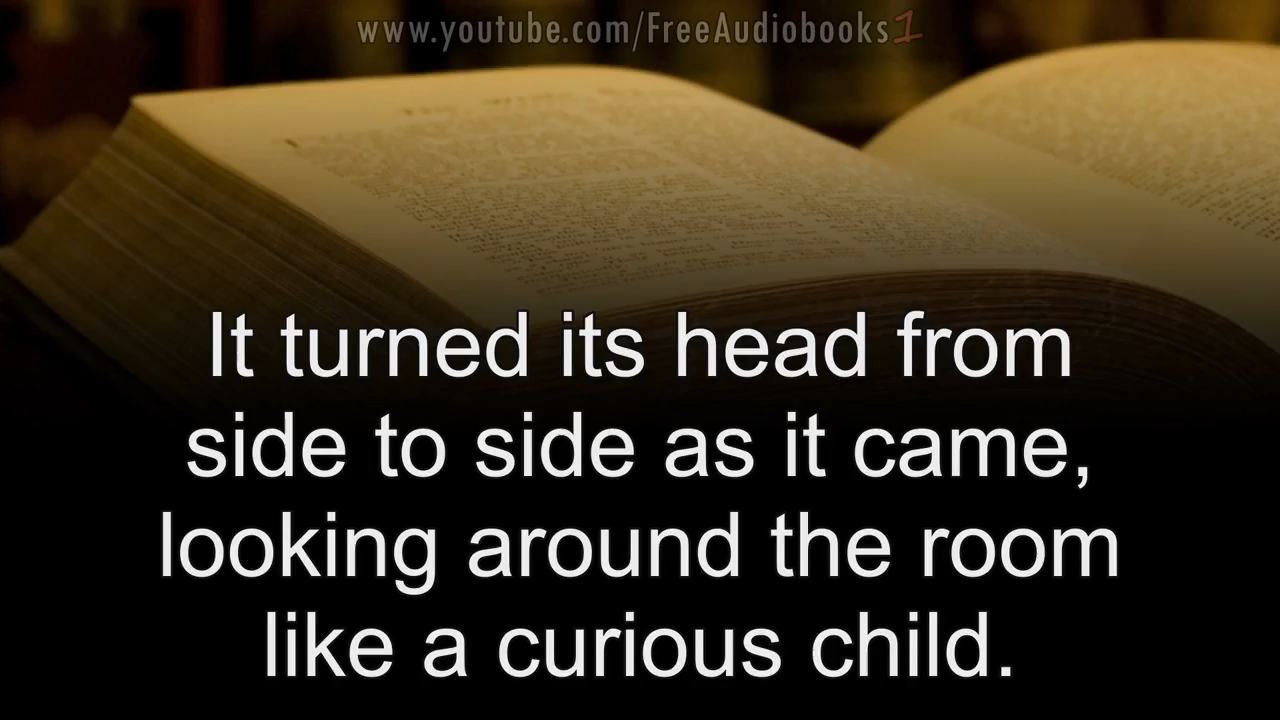 www.youtube.com/FreeAudiobooks1
It turned its head from
side to side as it came,
looking around the room
like a curious child.